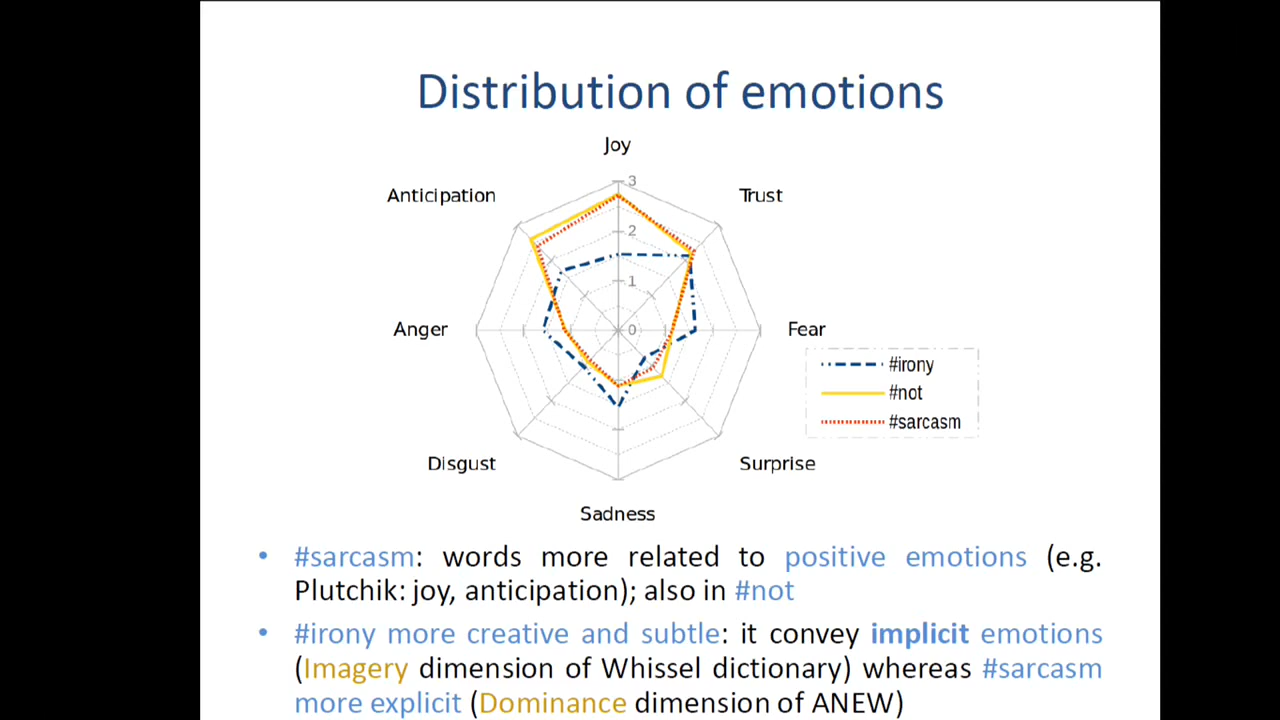 Distribution of emotions
Joy
3
Anticipation
Trust
2
1
Anger
0
Fear
#irony
#not
#sarcasm
Disgust
Surprise
Sadness
• #sarcasm: words more related to positive emotions (e.g.
Plutchik: joy, anticipation); also in #not
• #irony more creative and subtle: it convey implicit emotions
(Imagery dimension of Whissel dictionary) whereas #sarcasm
more explicit (Dominance dimension of ANEW)